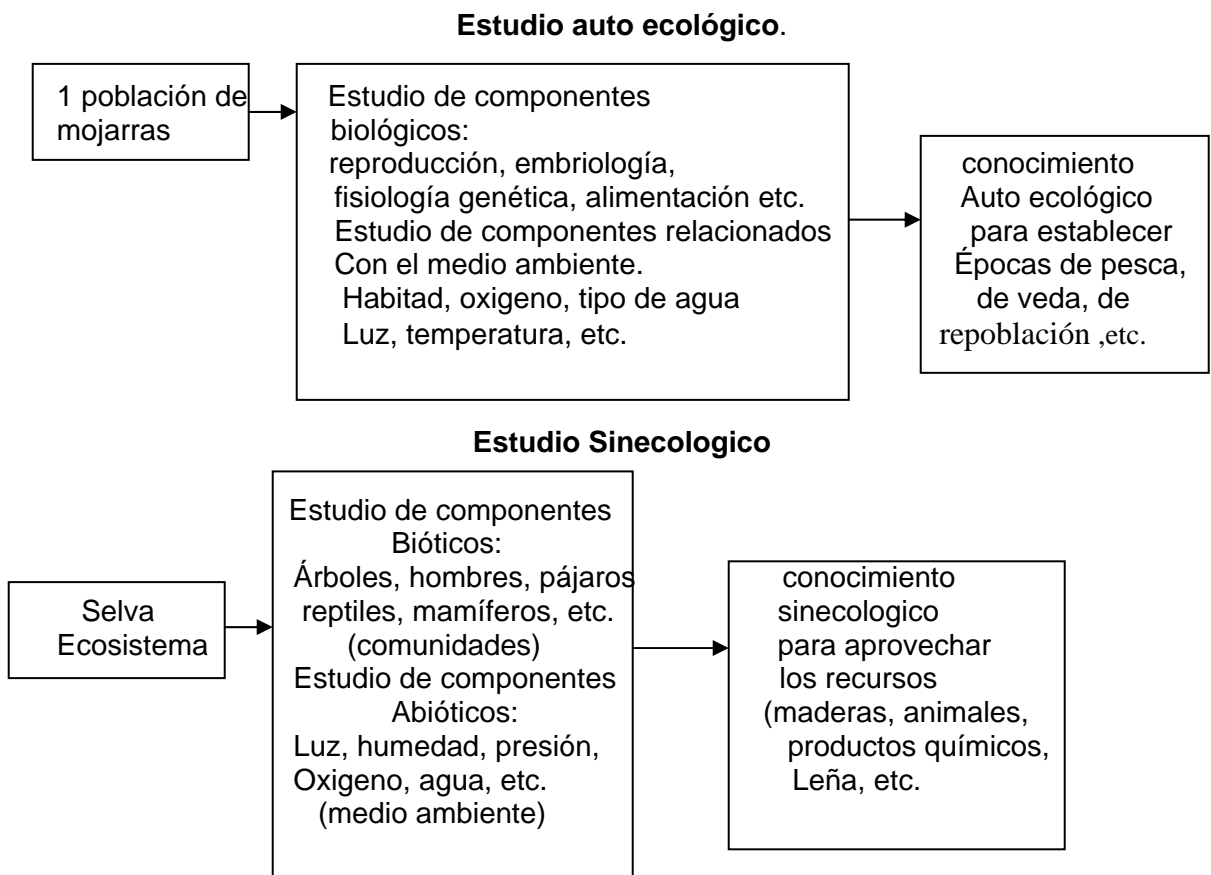 Estudio auto ecológico.
1 población de
mojarras
Estudio de componentes
biológicos:
reproducción, embriología,
fisiología genética, alimentación etc.
Estudio de componentes relacionados
Con el medio ambiente.
Habitad, oxigeno, tipo de agua
Luz, temperatura, etc.
conocimiento
Auto ecológico
para establecer
Épocas de pesca,
de veda, de
repoblación ,etc.
Estudio Sinecologico
Selva
Ecosistema
Estudio de componentes
Bióticos:
Árboles, hombres, pájaros
reptiles, mamíferos, etc.
(comunidades)
Estudio de componentes
Abióticos:
Luz, humedad, presión,
Oxigeno, agua, etc.
(medio ambiente)
conocimiento
sinecologico
para aprovechar
los recursos
(maderas, animales,
productos químicos,
Leña, etc.